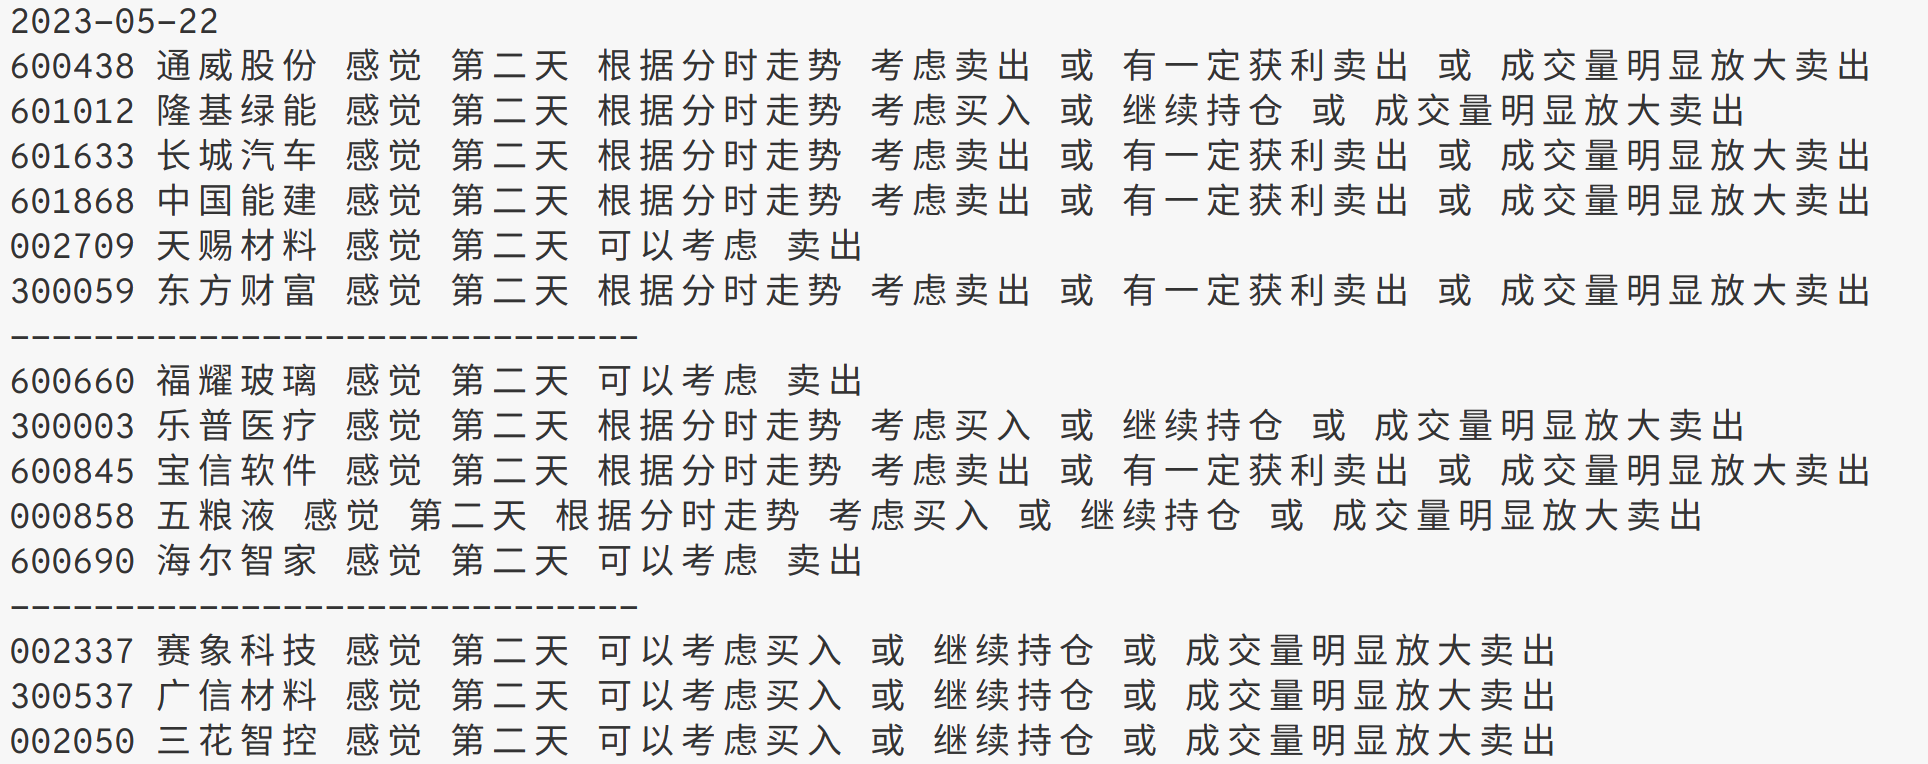 2023-05-22
600438 通威股份 感觉 第二天 根据分时走势 考虑卖出 或 有一定获利卖出 或 成交量明显放大卖出
601012 隆基绿能 感觉 第二天 根据分时走势 考虑买入 或 继续持仓 或 成交量明显放大卖出
601633 长城汽车 感觉 第二天 根据分时走势 考虑卖出 或 有一定获利卖出 或 成交量明显放大卖出
601868 中国能建 感觉 第二天 根据分时走势 考虑卖出 或 有一定获利卖出 或 成交量明显放大卖出
002709 天赐材料 感觉 第二天 可以考虑 卖出
300059 东方财富 感觉 第二天 根据分时走势 考虑卖出 或 有一定获利卖出 或 成交量明显放大卖出
------------------------------
600660 福耀玻璃 感觉 第二天 可以考虑 卖出
300003 乐普医疗 感觉 第二天 根据分时走势 考虑买入 或 继续持仓 或 成交量明显放大卖出
600845 宝信软件 感觉 第二天 根据分时走势 考虑卖出 或 有一定获利卖出 或 成交量明显放大卖出
000858 五粮液 感觉 第二天 根据分时走势 考虑买入 或 继续持仓 或 成交量明显放大卖出
600690 海尔智家 感觉 第二天 可以考虑 卖出
------------------------------
002337 赛象科技 感觉 第二天 可以考虑买入 或 继续持仓 或 成交量明显放大卖出
300537 广信材料 感觉 第二天 可以考虑买入 或 继续持仓 或 成交量明显放大卖出
002050 三花智控 感觉 第二天 可以考虑买入 或 继续持仓 或 成交量明显放大卖出